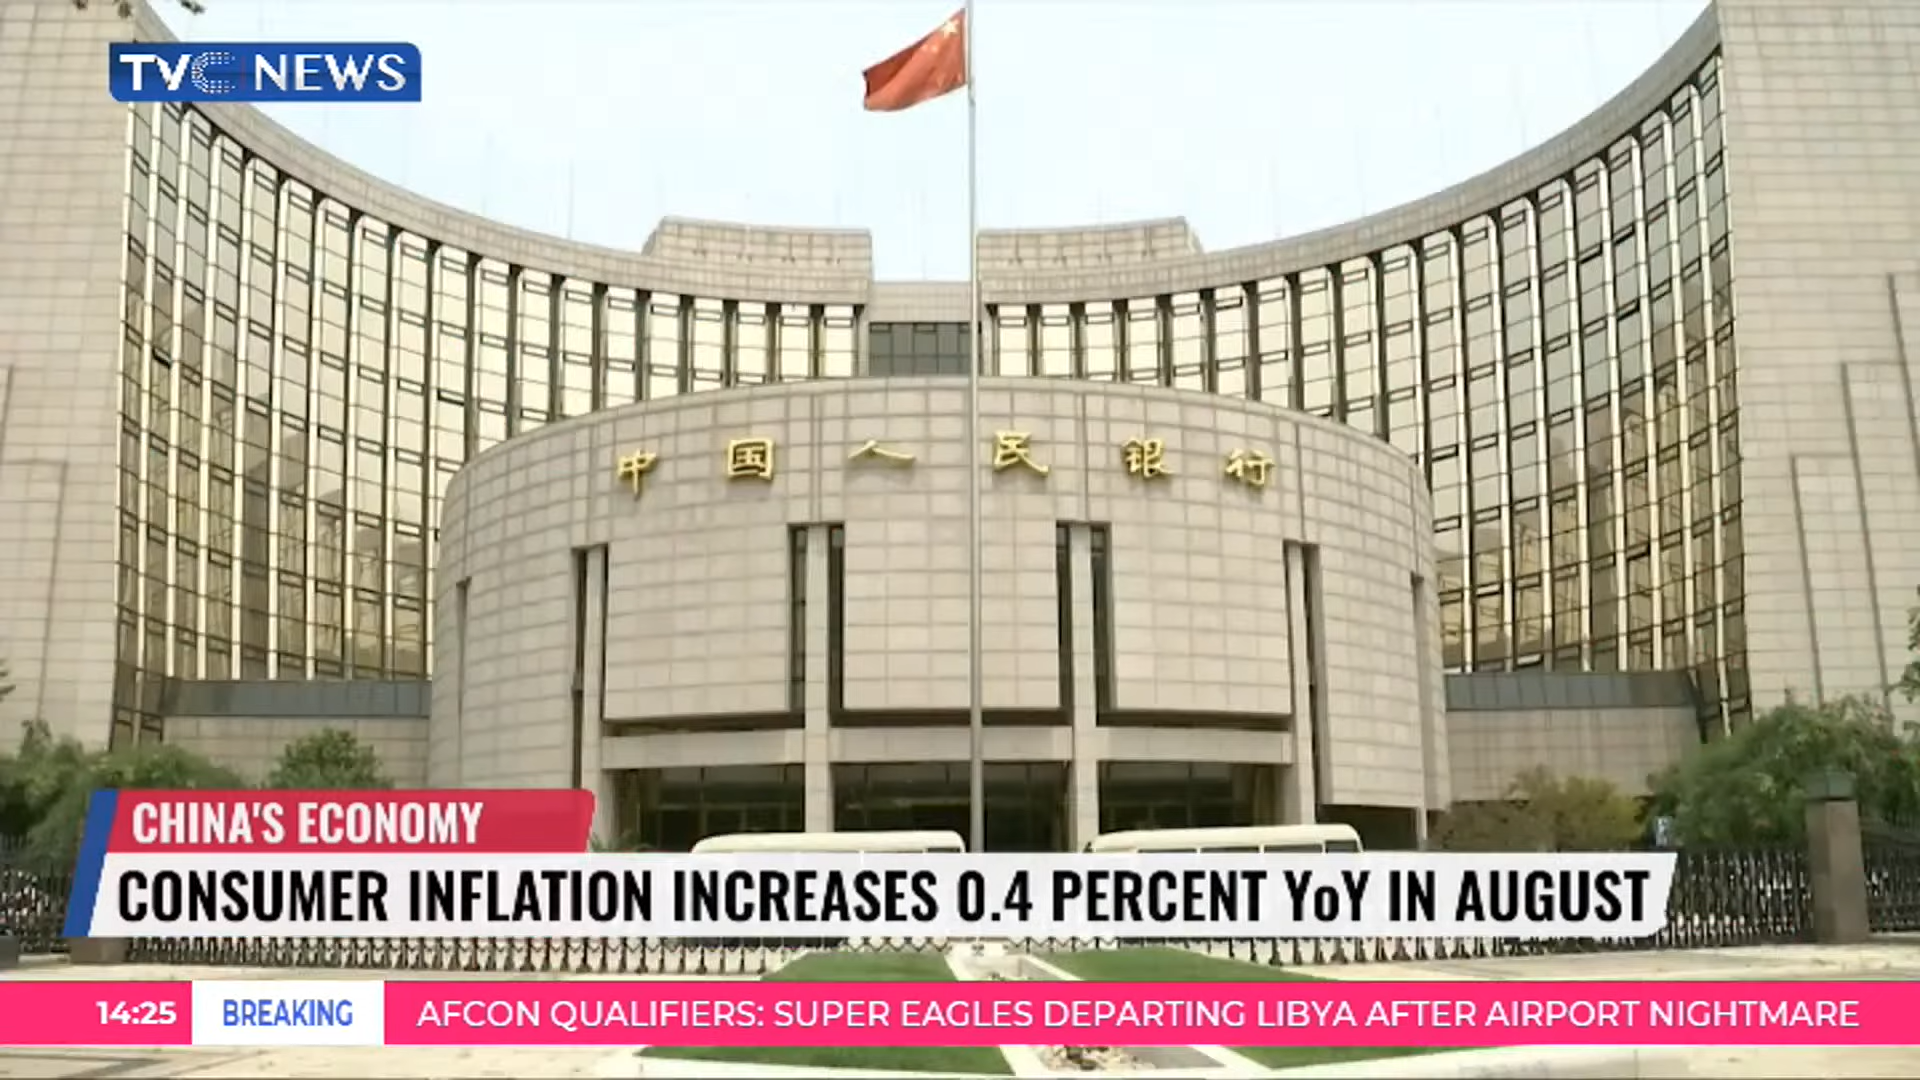 TVC NEWS
中国人民银行
CHINA'S ECONOMY
CONSUMER INFLATION INCREASES 0.4 PERCENT YoY IN AUGUST
14:25 BREAKING AFCON QUALIFIERS: SUPER EAGLES DEPARTING LIBYA AFTER AIRPORT NIGHTMARE